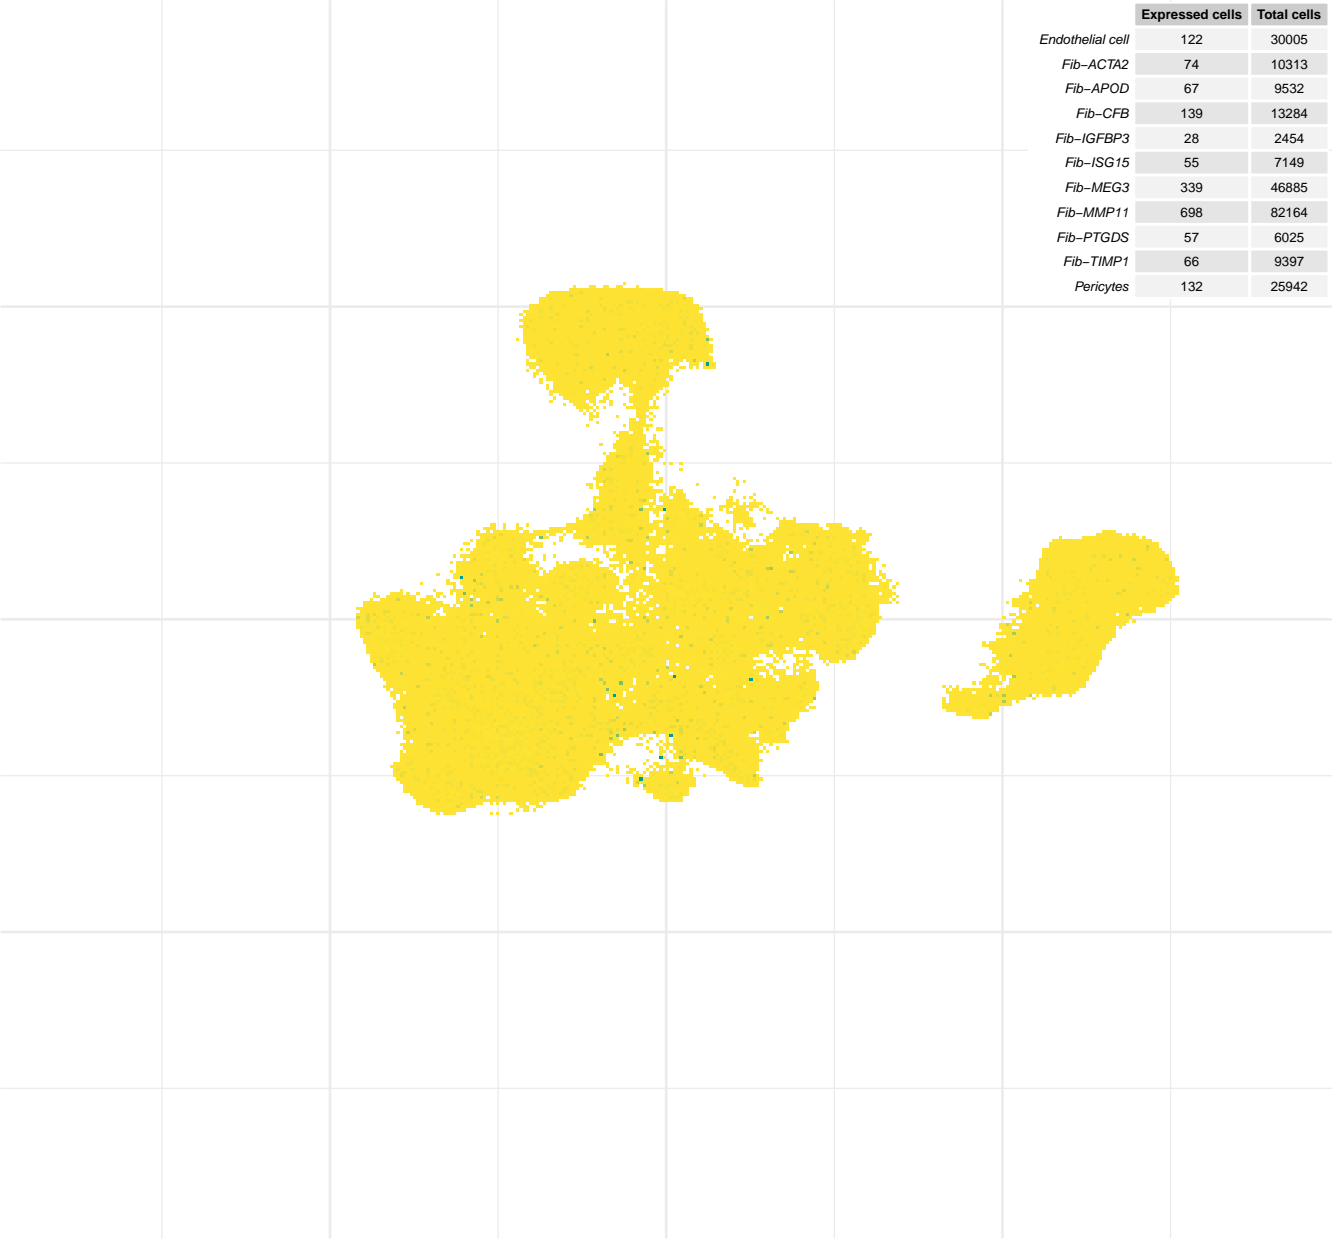 Expressed cells Total cells
Endothelial cell 122 30005
Fib−ACTA2 74 10313
Fib−APOD 67 9532
Fib−CFB 139 13284
Fib−IGFBP3 28 2454
Fib−ISG15 55 7149
Fib−MEG3 339 46885
Fib−MMP11 698 82164
Fib−PTGDS 57 6025
Fib−TIMP1 66 9397
Pericytes 132 25942